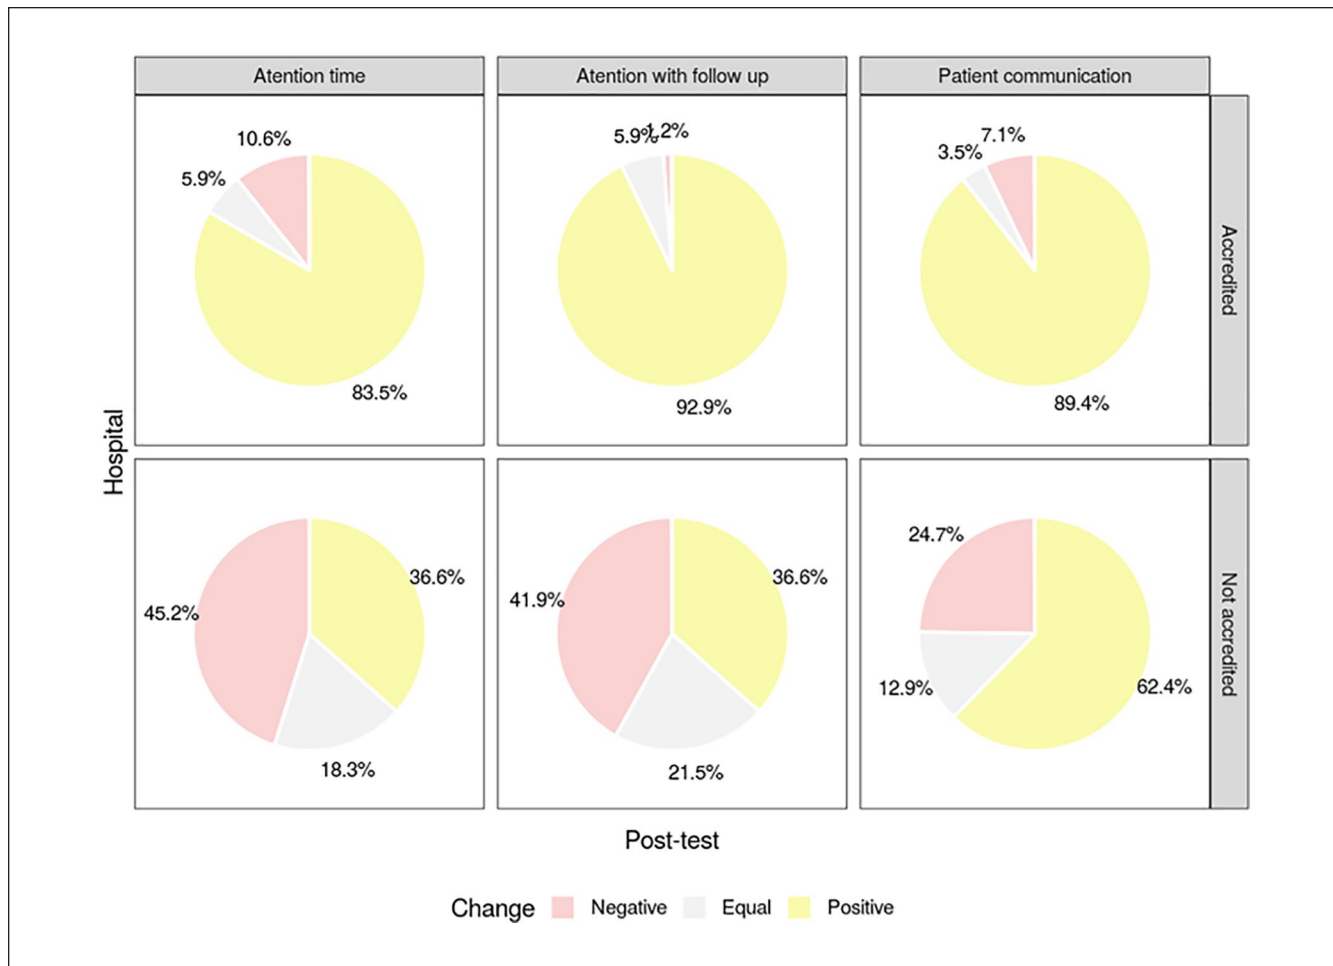 Atention time
Atention with follow up
Patient communication
10.6%
5.9%
83.5%
5.9%
1.2%
92.9%
7.1%
3.5%
89.4%
Accredited
Hospital
45.2%
36.6%
18.3%
41.9%
36.6%
21.5%
24.7%
12.9%
62.4%
Not accredited
Post-test
Change Negative Equal Positive